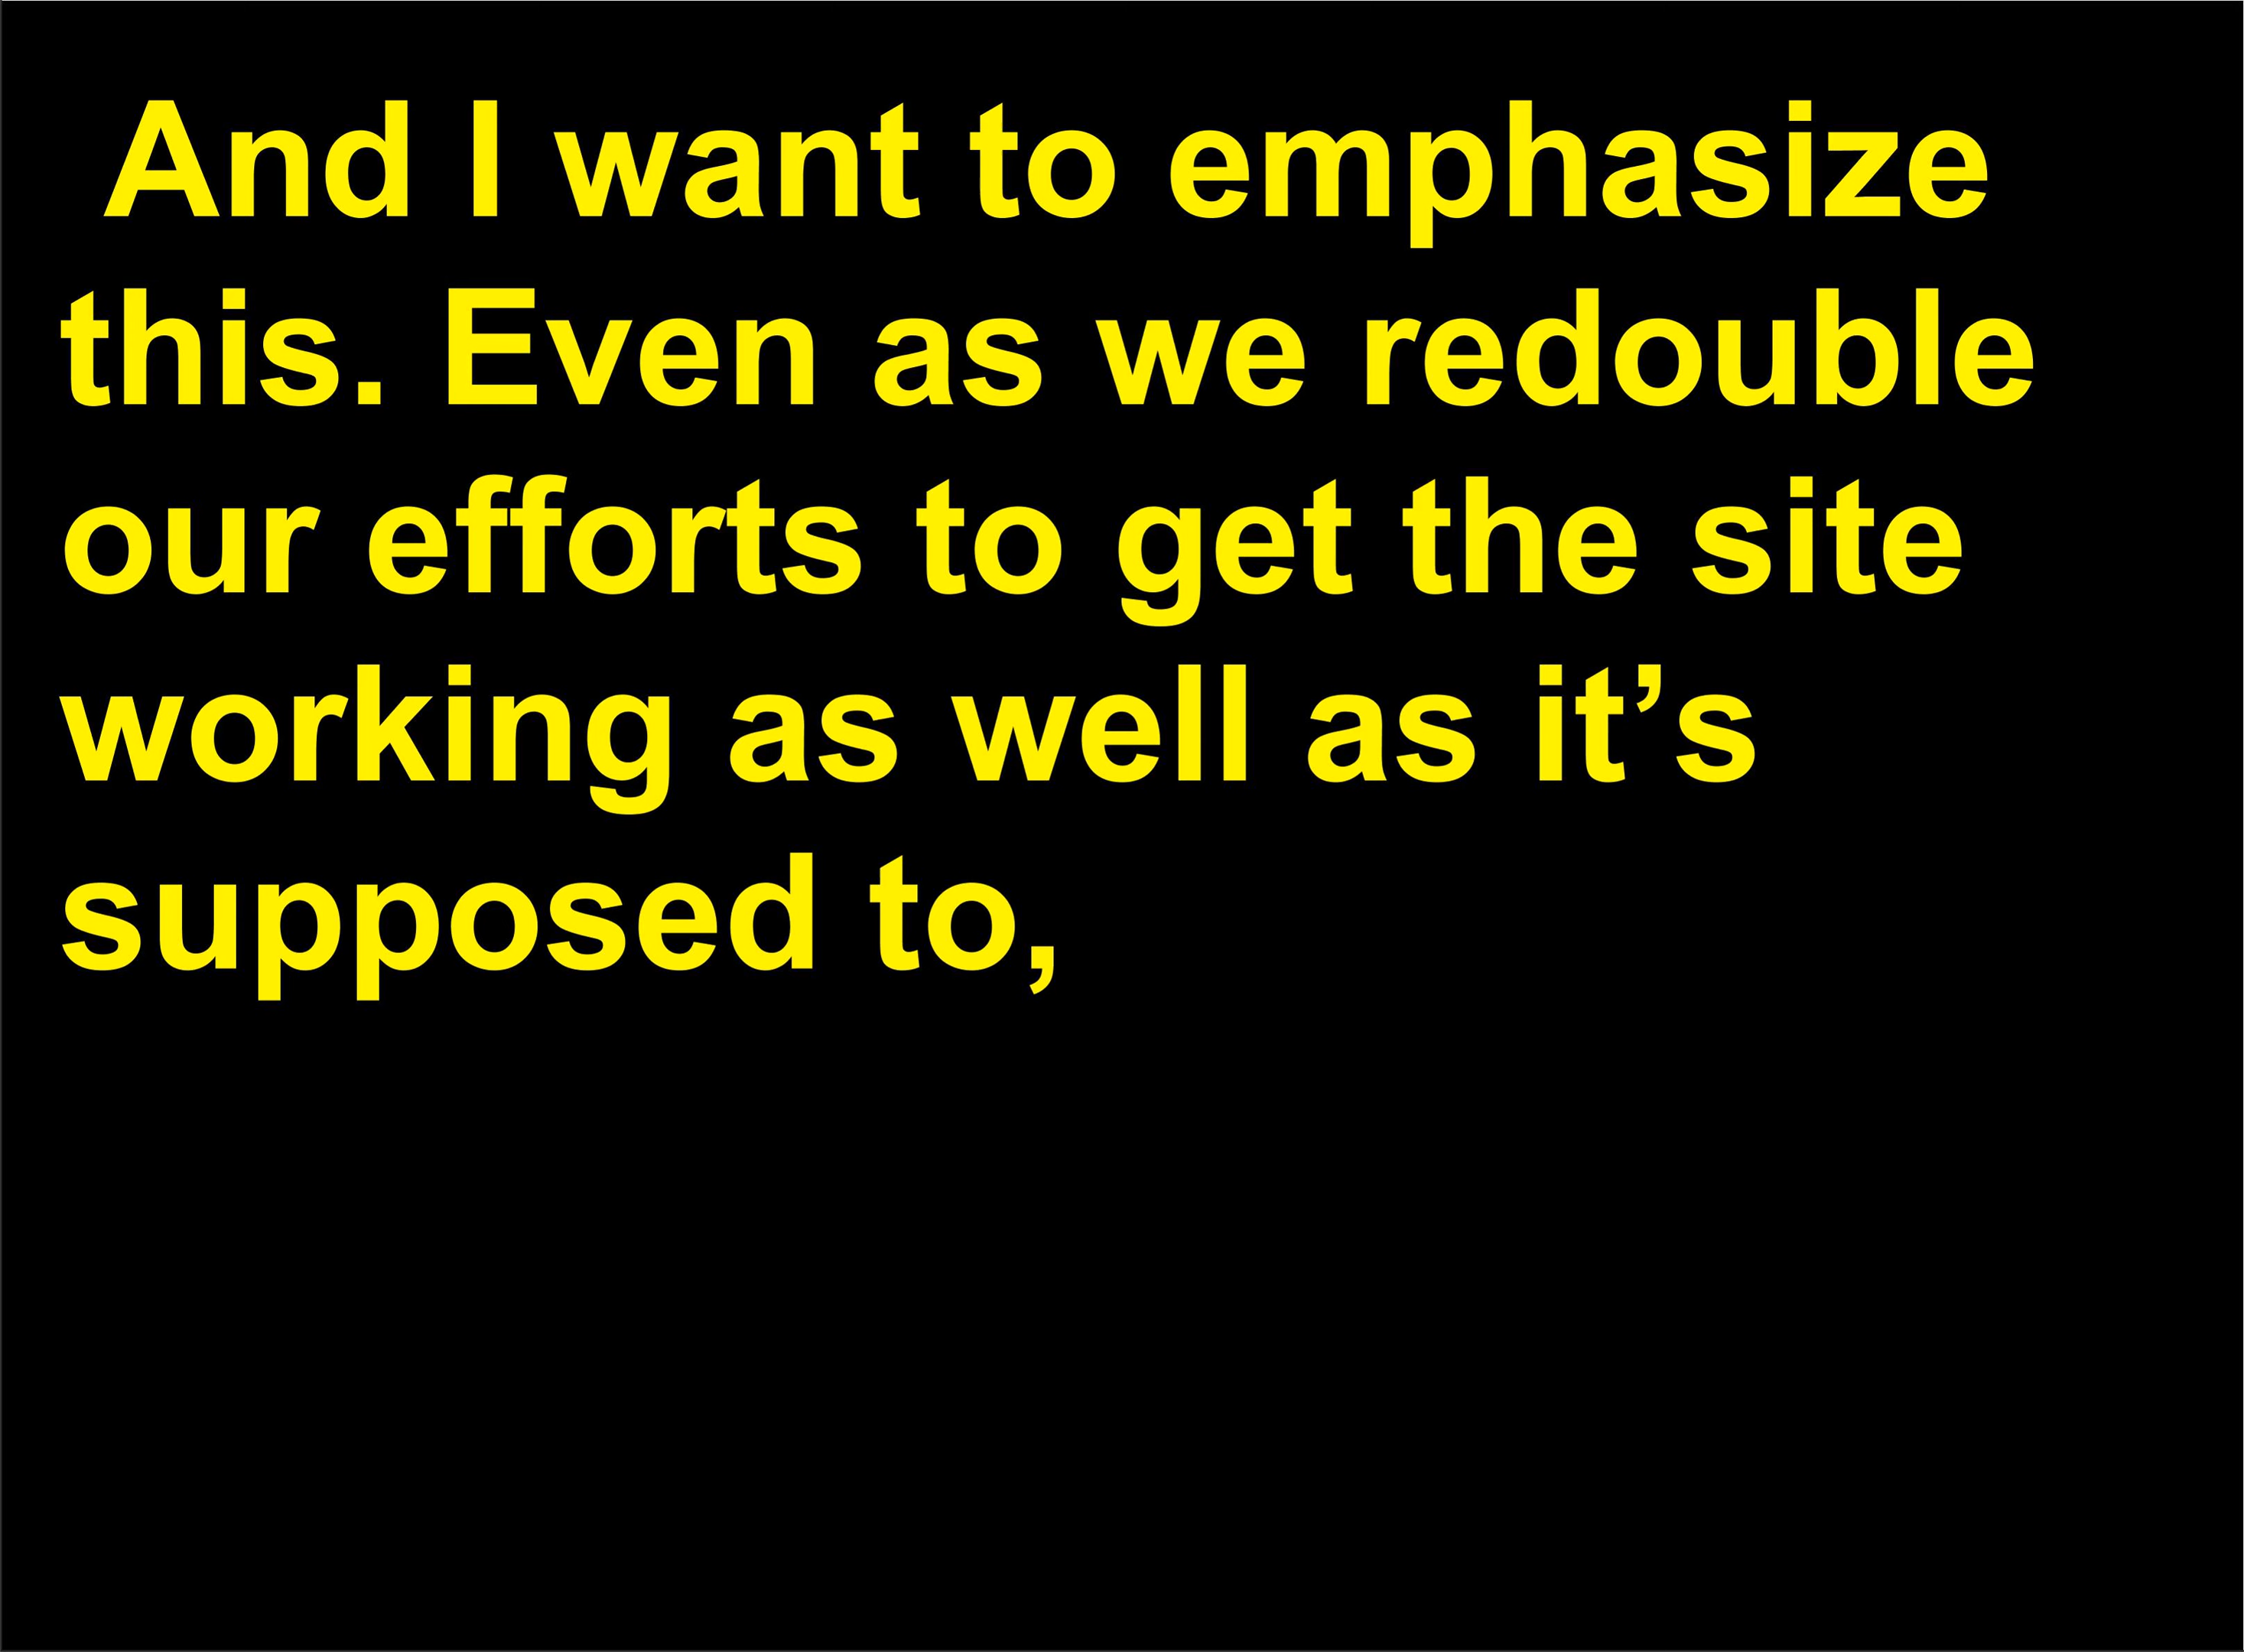 And I want to emphasize
this. Even as we redouble
our efforts to get the site
working as well as it’s
supposed to,